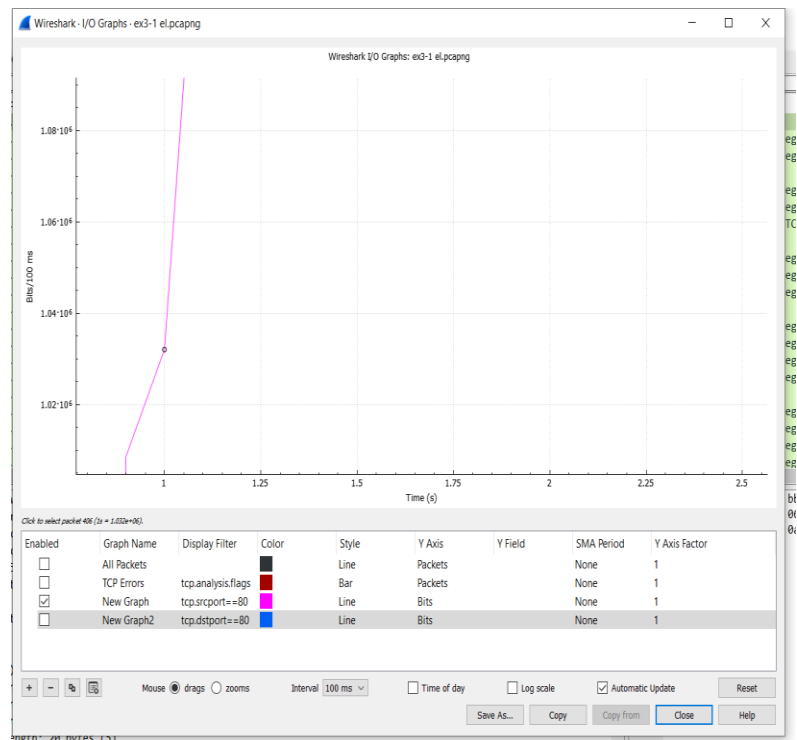 Wireshark · I/O Graphs · ex3-1 el.pcapng
Wireshark I/O Graphs: ex3-1 el.pcapng
1.08·10⁶
1.06·10⁶
1.04·10⁶
1.02·10⁶
Bits/100 ms
1 1.25 1.5 1.75 2 2.25 2.5
Time (s)
Click to select packet 406 (1s = 1.032e+06).
Enabled Graph Name Display Filter Color Style Y Axis Y Field SMA Period Y Axis Factor
All Packets Line Packets None 1
TCP Errors tcp.analysis.flags Bar Packets None 1
New Graph tcp.srcport==80 Line Bits None 1
New Graph2 tcp.dstport==80 Line Bits None 1
+ − Mouse drags zooms Interval 100 ms Time of day Log scale Automatic Update Reset
Save As... Copy Copy from Close Help